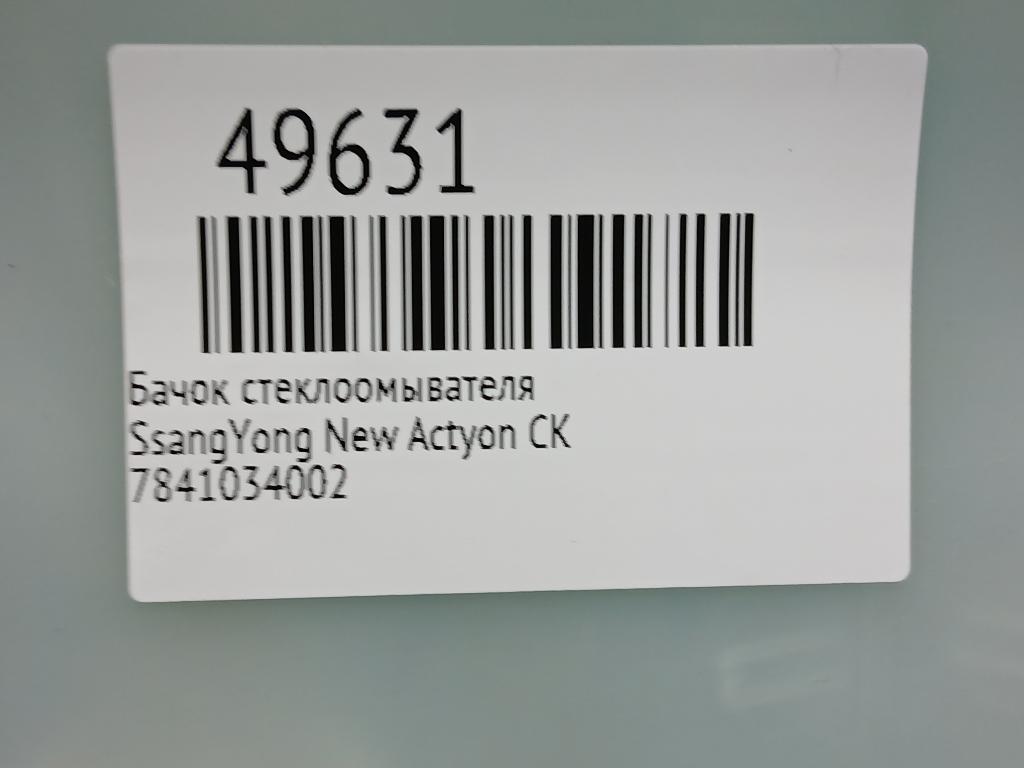 49631
Бачок стеклоомывателя
SsangYong New Actyon CK
7841034002